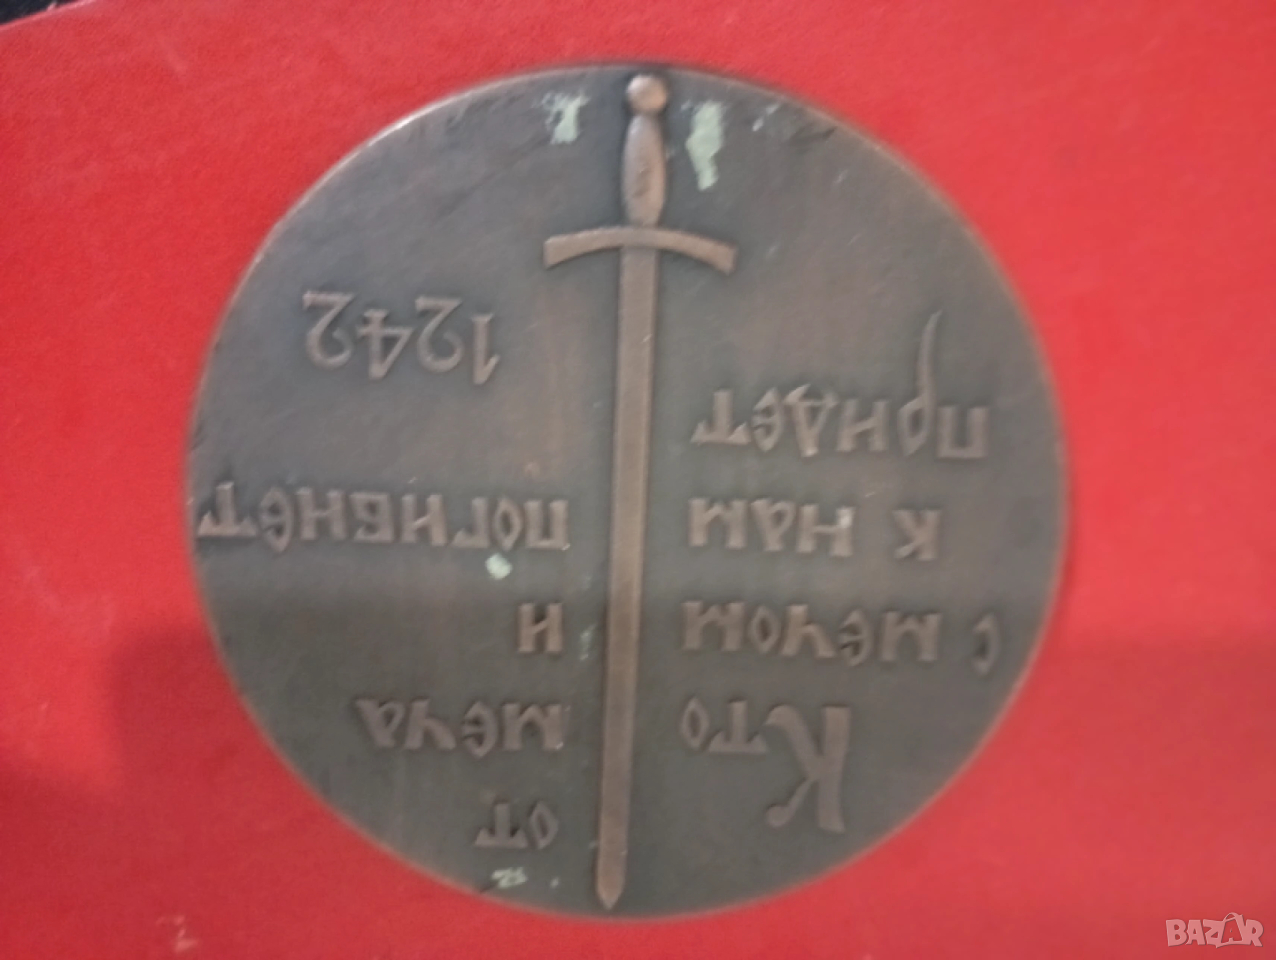 Кто
с мечом
к нам
придет
от
меча
и
погибнет
1242
BAZAR